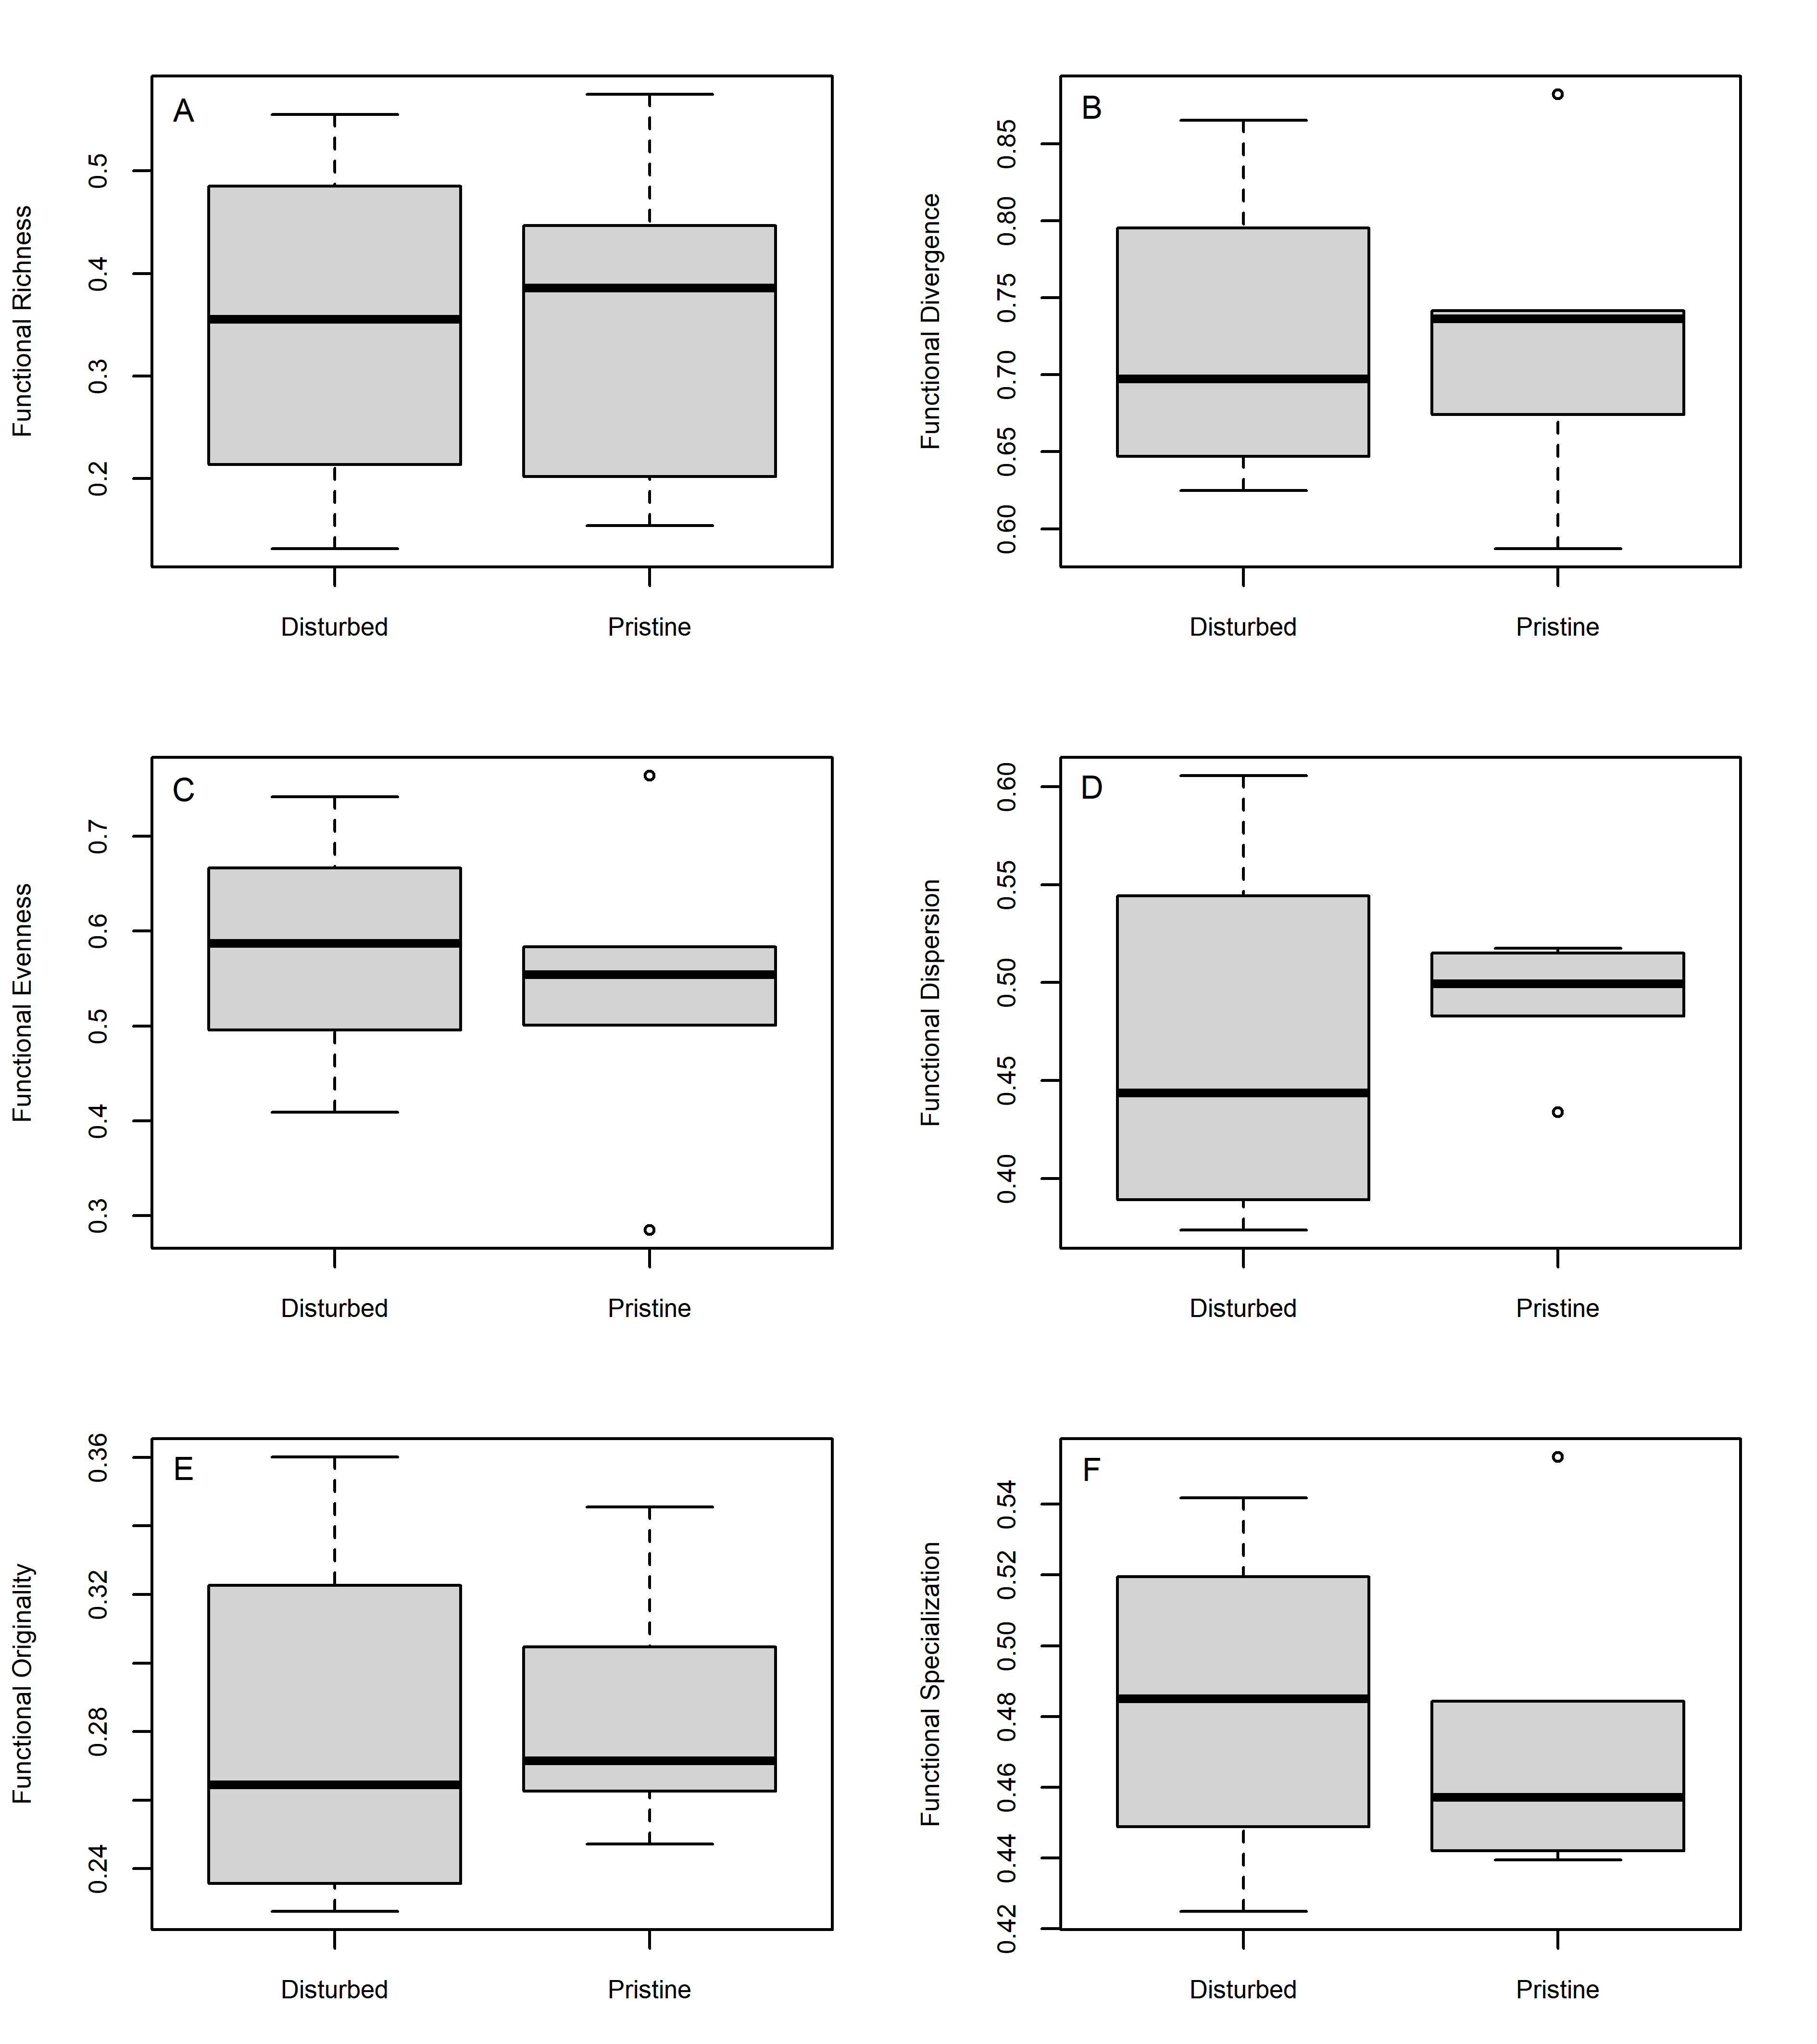 A
Functional Richness
0.5
0.4
0.3
0.2
Disturbed Pristine
B
Functional Divergence
0.85
0.80
0.75
0.70
0.65
0.60
Disturbed Pristine
C
Functional Evenness
0.7
0.6
0.5
0.4
0.3
Disturbed Pristine
D
Functional Dispersion
0.60
0.55
0.50
0.45
0.40
Disturbed Pristine
E
Functional Originality
0.36
0.32
0.28
0.24
Disturbed Pristine
F
Functional Specialization
0.54
0.52
0.50
0.48
0.46
0.44
0.42
Disturbed Pristine